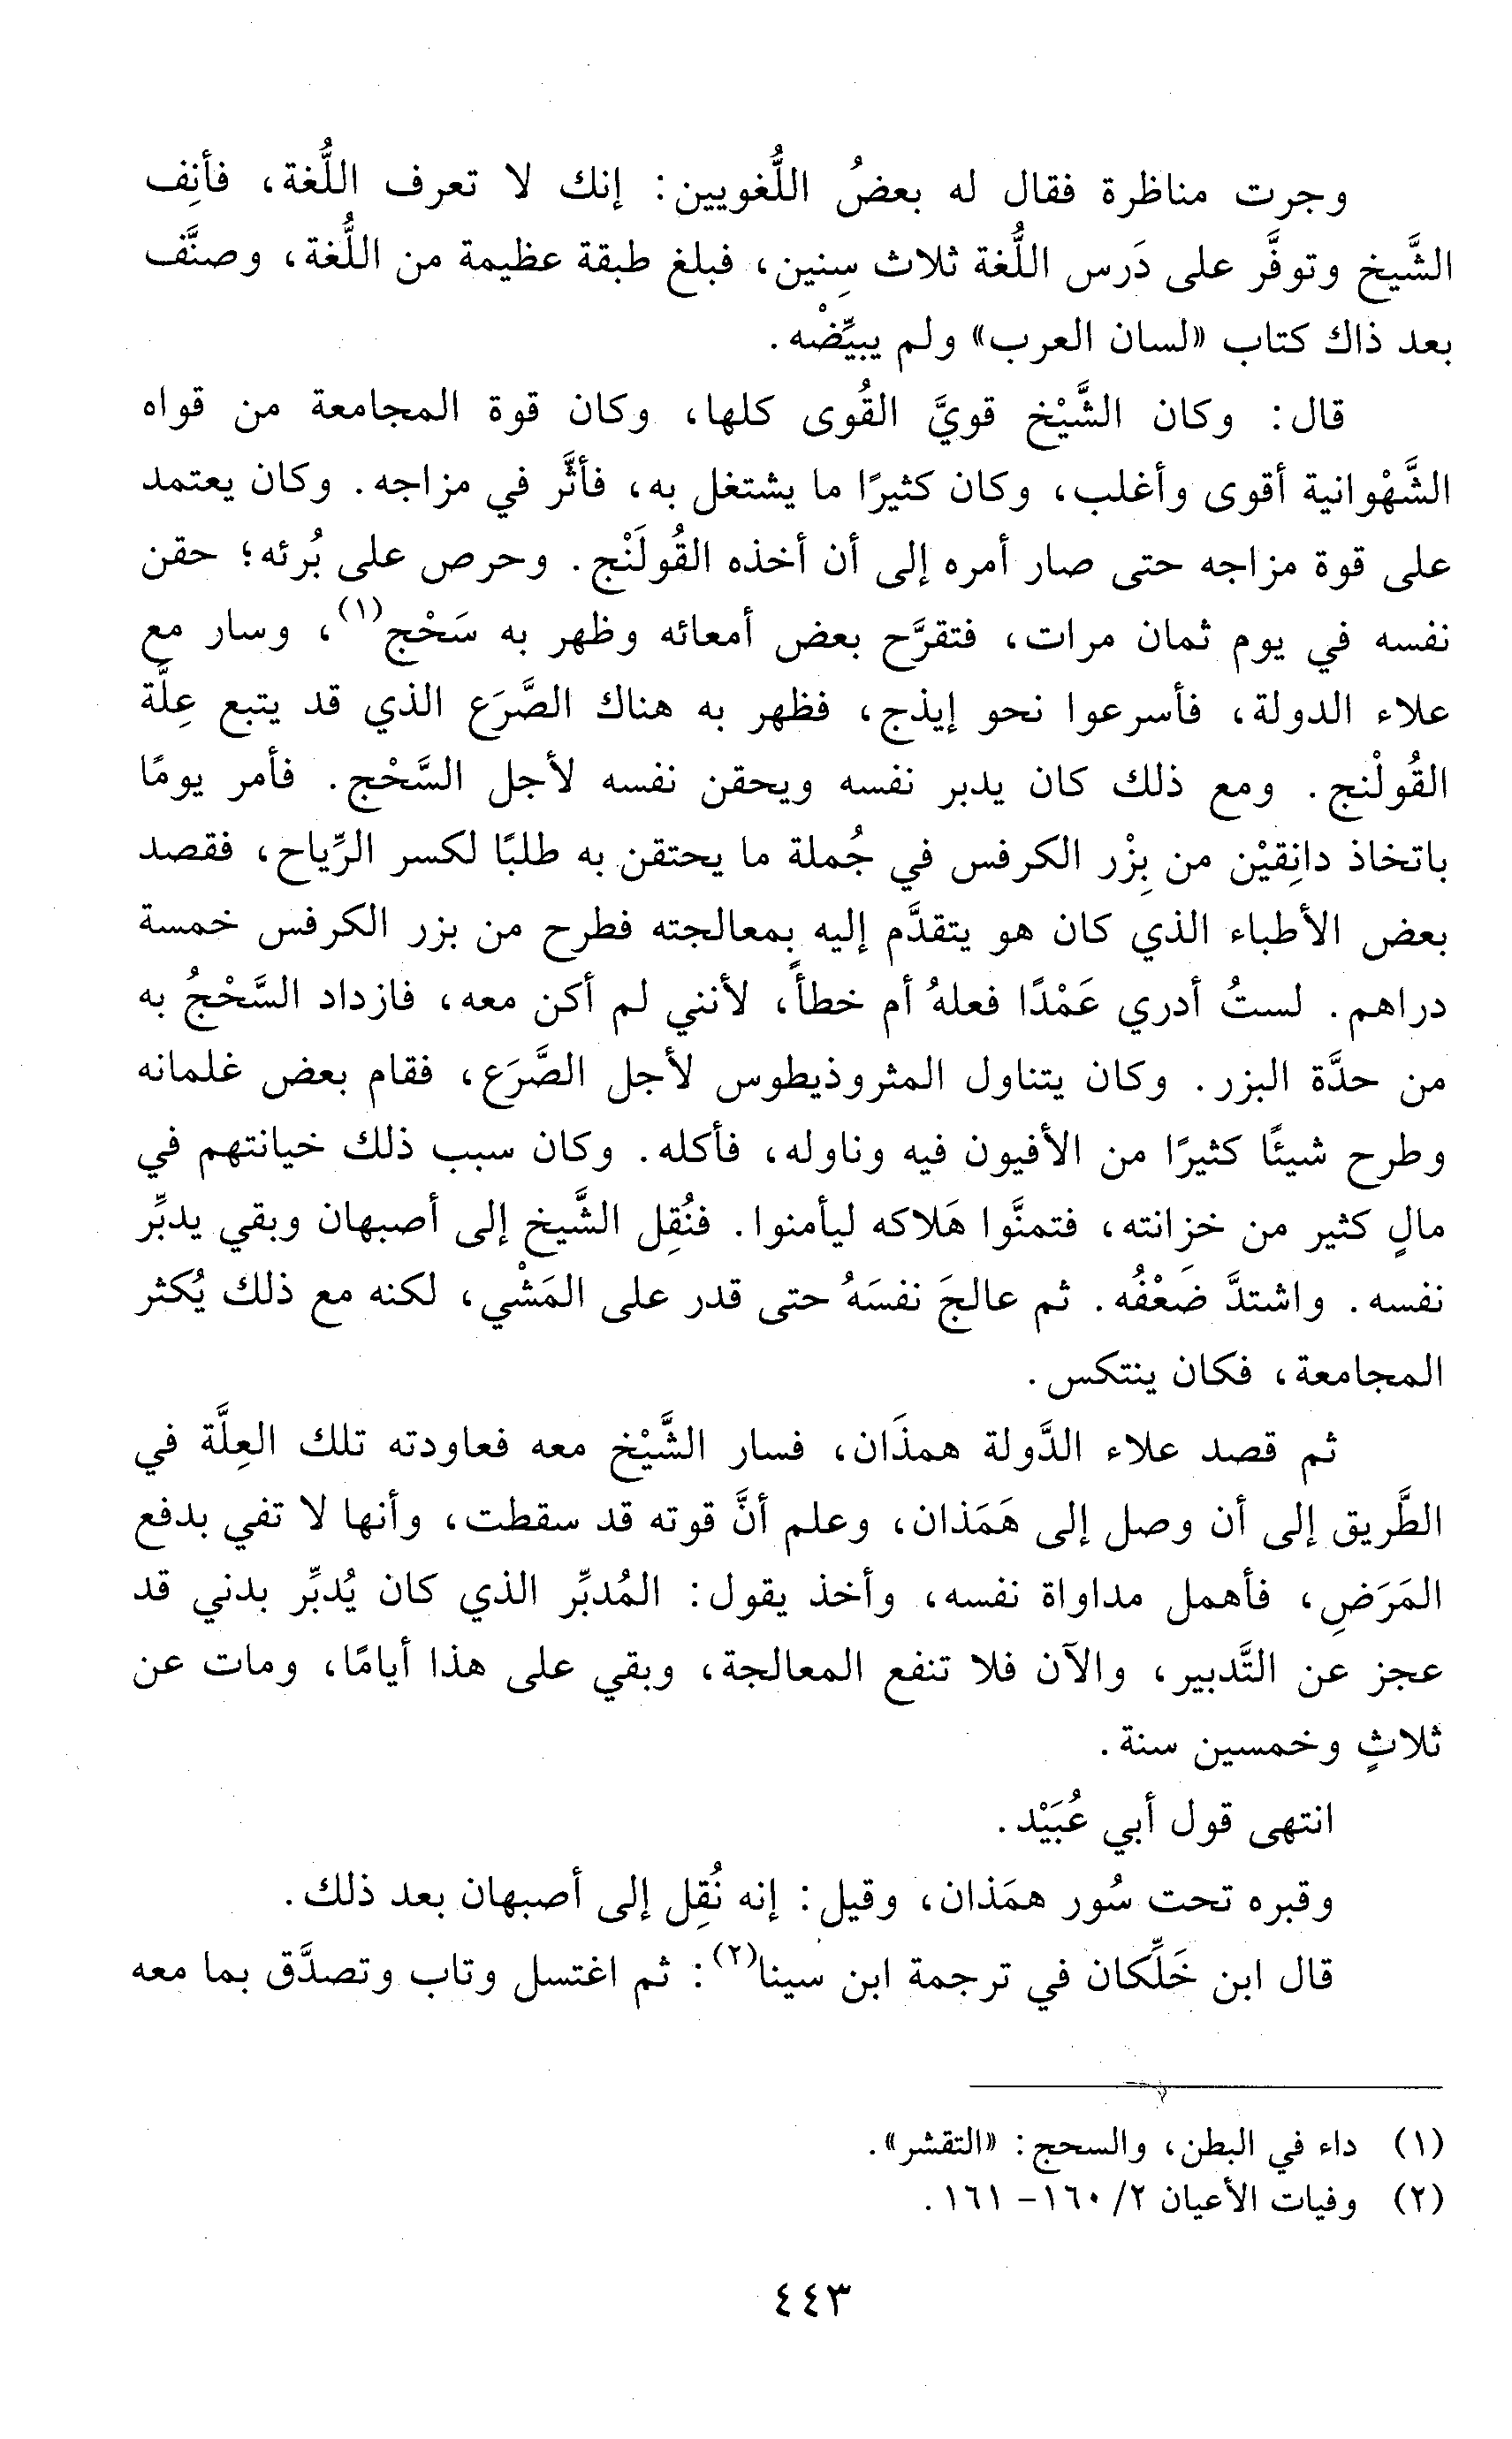 وجرت مناظرة فقال له بعضُ اللُّغويين: إنك لا تعرف اللُّغة، فأنِف
الشَّيخ وتوفَّر على دَرس اللُّغة ثلاث سِنين، فبلغ طبقة عظيمة من اللُّغة، وصنَّف
بعد ذاك كتاب «لسان العرب» ولم يبيِّضْه.
قال: وكان الشَّيْخ قويَّ القُوى كلها، وكان قوة المجامعة من قواه
الشَّهْوانية أقوى وأغلب، وكان كثيرًا ما يشتغل به، فأثَّر في مزاجه. وكان يعتمد
على قوة مزاجه حتى صار أمره إلى أن أخذه القُولَنْج. وحرص على بُرئه؛ حقن
نفسه في يوم ثمان مرات، فتقرَّح بعض أمعائه وظهر به سَحْج(١)، وسار مع
علاء الدولة، فأسرعوا نحو إيذج، فظهر به هناك الصَّرَع الذي قد يتبع عِلَّة
القُولْنج. ومع ذلك كان يدبر نفسه ويحقن نفسه لأجل السَّحْج. فأمر يومًا
باتخاذ دانِقيْن من بِزْر الكرفس في جُملة ما يحتقن به طلبًا لكسر الرِّياح، فقصد
بعض الأطباء الذي كان هو يتقدَّم إليه بمعالجته فطرح من بزر الكرفس خمسة
دراهم. لستُ أدري عَمْدًا فعلهُ أم خطأً، لأنني لم أكن معه، فازداد السَّحْجُ به
من حدَّة البزر. وكان يتناول المثروذيطوس لأجل الصَّرَع، فقام بعض غلمانه
وطرح شيئًا كثيرًا من الأفيون فيه وناوله، فأكله. وكان سبب ذلك خيانتهم في
مالٍ كثير من خزانته، فتمنَّوا هَلاكه ليأمنوا. فنُقِل الشَّيخ إلى أصبهان وبقي يدبِّر
نفسه. واشتدَّ ضَعْفُه. ثم عالجَ نفسَهُ حتى قدر على المَشْي، لكنه مع ذلك يُكثر
المجامعة، فكان ينتكس.
ثم قصد علاء الدَّولة همذَان، فسار الشَّيْخ معه فعاودته تلك العِلَّة في
الطَّريق إلى أن وصل إلى هَمَذان، وعلم أنَّ قوته قد سقطت، وأنها لا تفي بدفع
المَرَضِ، فأهمل مداواة نفسه، وأخذ يقول: المُدبِّر الذي كان يُدبِّر بدني قد
عجز عن التَّدبير، والآن فلا تنفع المعالجة، وبقي على هذا أيامًا، ومات عن
ثلاثٍ وخمسين سنة.
انتهى قول أبي عُبَيْد.
وقبره تحت سُور همَذان، وقيل: إنه نُقِل إلى أصبهان بعد ذلك.
قال ابن خَلِّكان في ترجمة ابن سينا(٢): ثم اغتسل وتاب وتصدَّق بما معه
(١) داء في البطن، والسحج: «التقشر».
(٢) وفيات الأعيان ٢/ ١٦٠- ١٦١.
٤٤٣